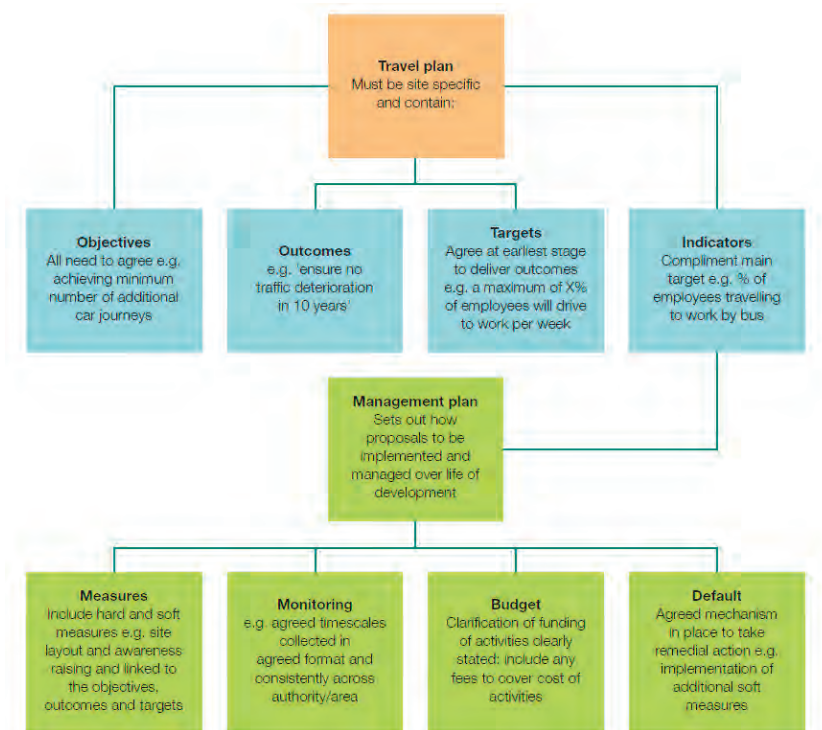 Travel plan
Must be site specific
and contain:
Objectives
All need to agree e.g.
achieving minimum
number of additional
car journeys
Outcomes
e.g. 'ensure no
traffic deterioration
in 10 years'
Targets
Agree at earliest stage
to deliver outcomes
e.g. a maximum of X%
of employees will drive
to work per week
Indicators
Compliment main
target e.g. % of
employees travelling
to work by bus
Management plan
Sets out how
proposals to be
implemented and
managed over life of
development
Measures
Include hard and soft
measures e.g. site
layout and awareness
raising and linked to
the objectives,
outcomes and targets
Monitoring
e.g. agreed timescales
collected in
agreed format and
consistently across
authority/area
Budget
Clarification of funding
of activities clearly
stated: include any
fees to cover cost of
activities
Default
Agreed mechanism
in place to take
remedial action e.g.
implementation of
additional soft
measures